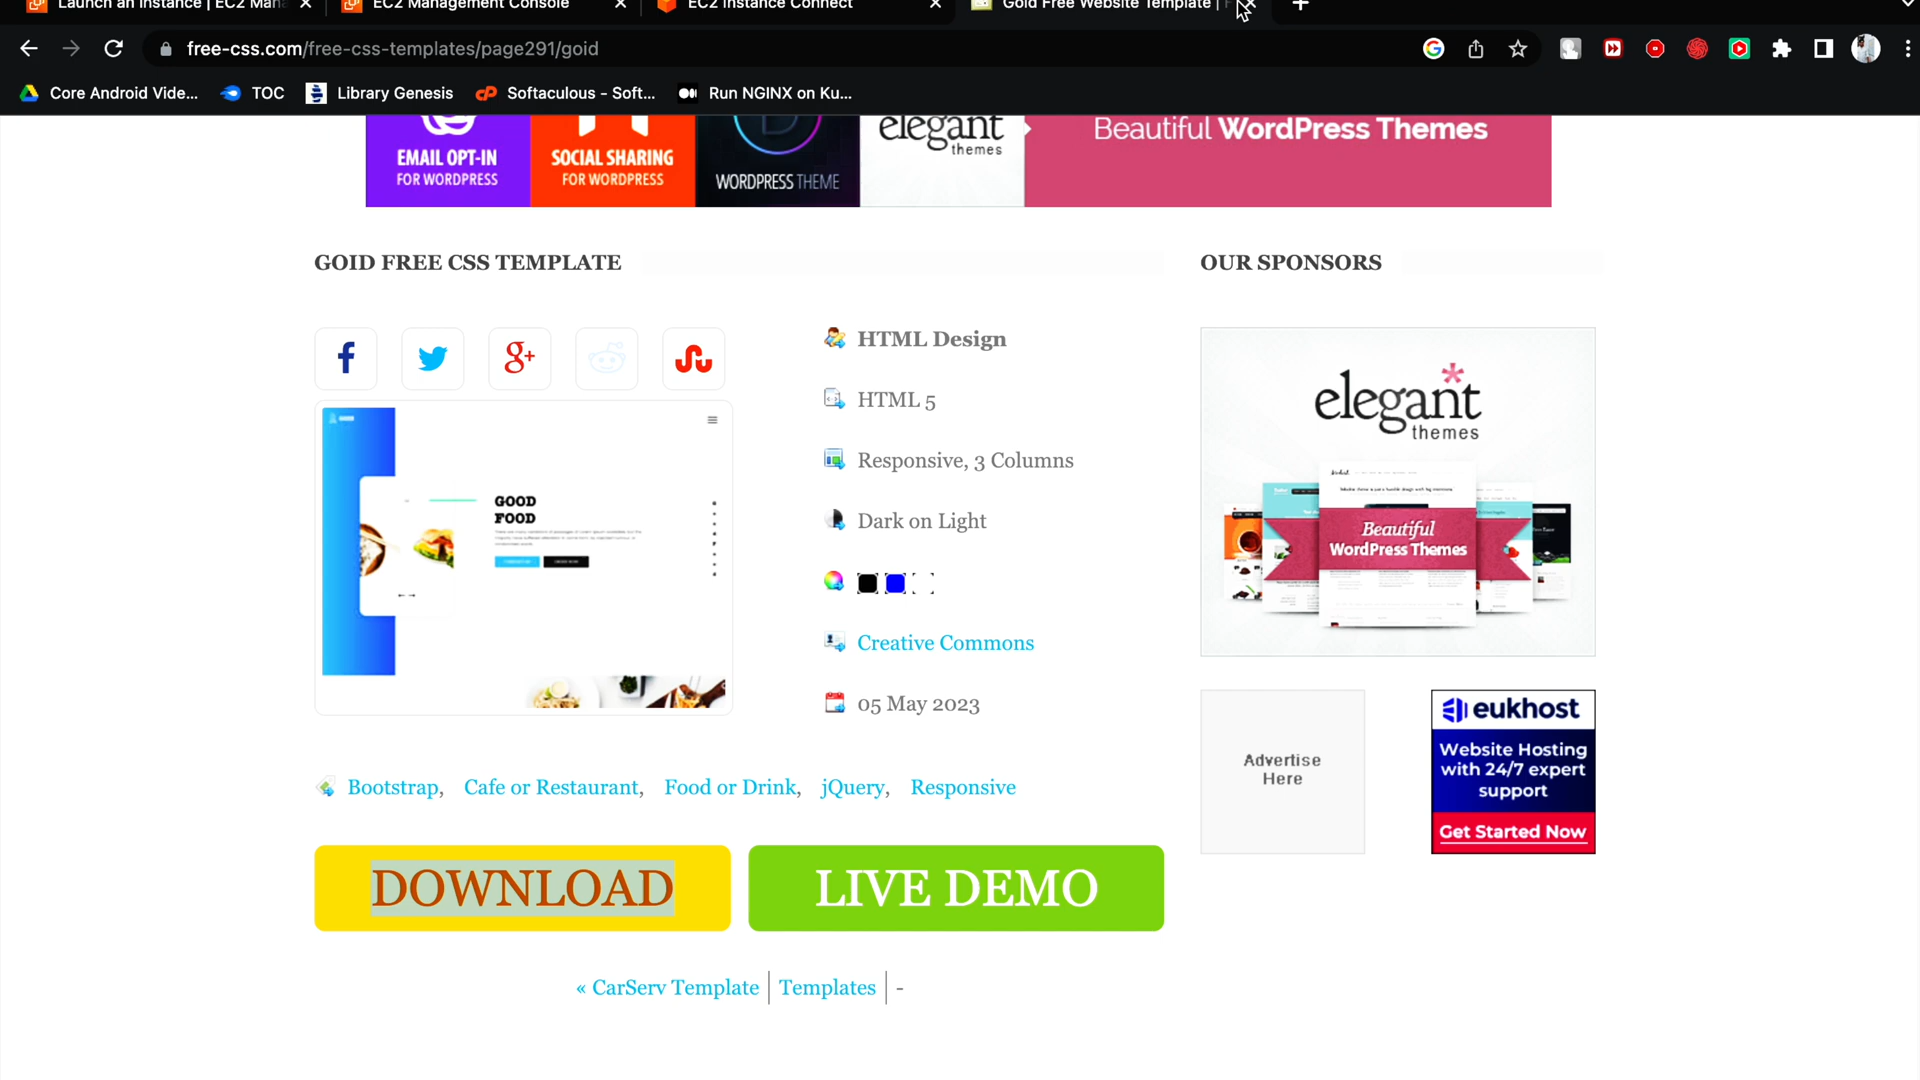 Launch an instance | EC2 Mana
EC2 Management Console
EC2 Instance Connect
Gold Free Website Template |
free-css.com/free-css-templates/page291/goid
Core Android Vide...
TOC
Library Genesis
Softaculous - Soft...
Run NGINX on Ku...
EMAIL OPT-IN
FOR WORDPRESS
SOCIAL SHARING
FOR WORDPRESS
WORDPRESS THEME
elegant
themes
Beautiful WordPress Themes
GOID FREE CSS TEMPLATE
OUR SPONSORS
HTML Design
HTML 5
Responsive, 3 Columns
Dark on Light
Creative Commons
05 May 2023
GOOD
FOOD
elegant
themes
Beautiful
WordPress Themes
Advertise
Here
eukhost
Website Hosting
with 24/7 expert
support
Get Started Now
Bootstrap, Cafe or Restaurant, Food or Drink, jQuery, Responsive
DOWNLOAD
LIVE DEMO
« CarServ Template | Templates | -